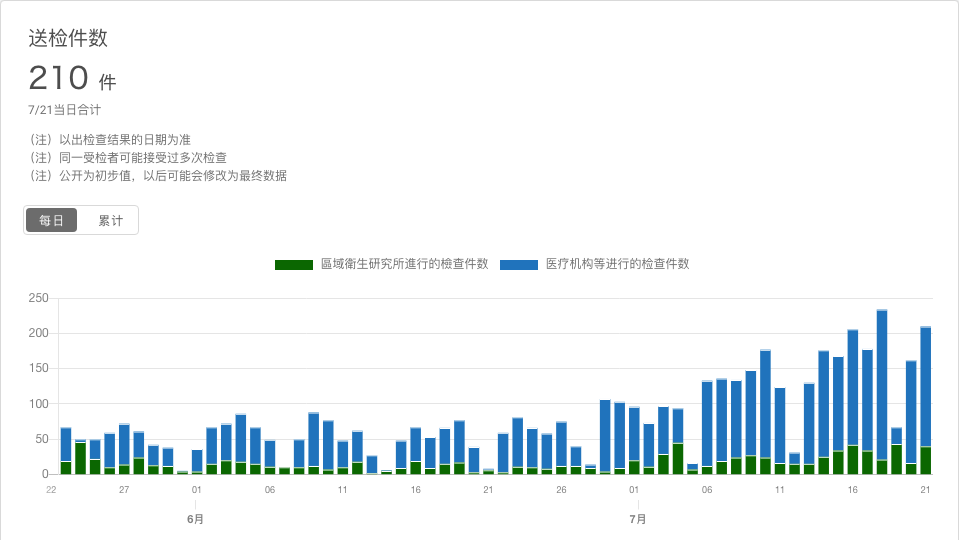 送检件数
210 件
7/21当日合计
（注）以出检查结果的日期为准
（注）同一受检者可能接受过多次检查
（注）公开为初步值，以后可能会修改为最终数据
每日 累计
區域衛生研究所進行的檢查件數 医疗机构等进行的检查件数
250
200
150
100
50
0
22 27 01 06 11 16 21 26 01 06 11 16 21
6月 7月